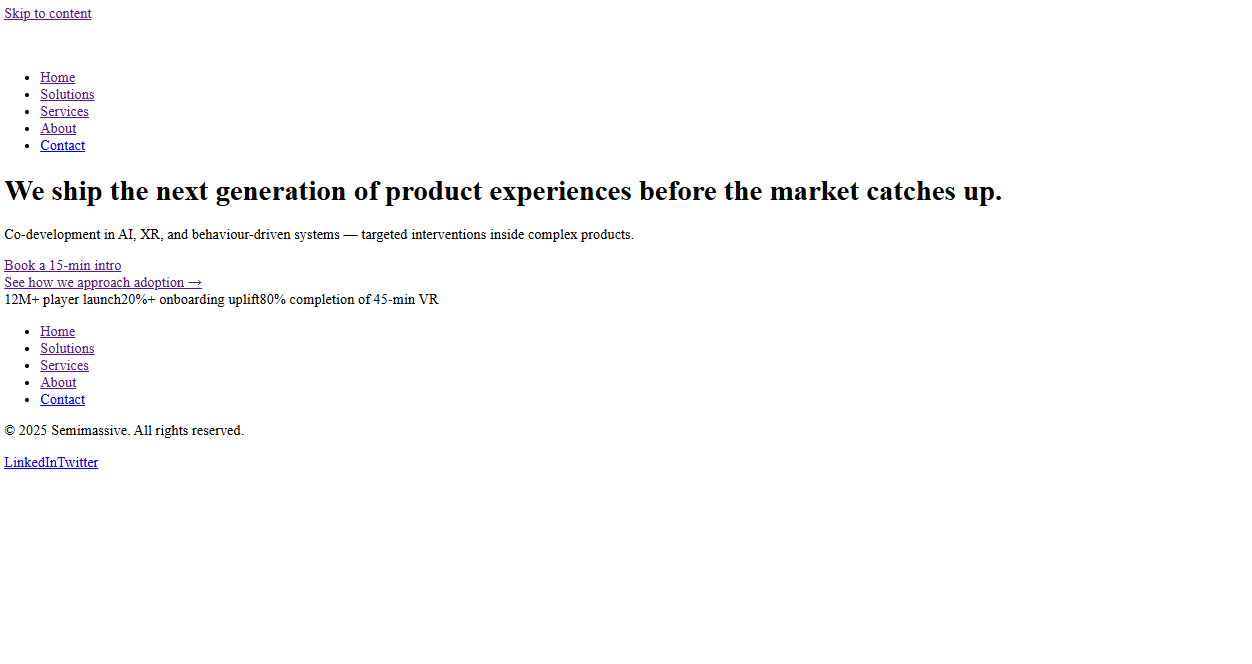 Skip to content
Home
Solutions
Services
About
Contact
We ship the next generation of product experiences before the market catches up.
Co-development in AI, XR, and behaviour-driven systems — targeted interventions inside complex products.
Book a 15-min intro
See how we approach adoption →
12M+ player launch20%+ onboarding uplift80% completion of 45-min VR
Home
Solutions
Services
About
Contact
© 2025 Semimassive. All rights reserved.
LinkedInTwitter